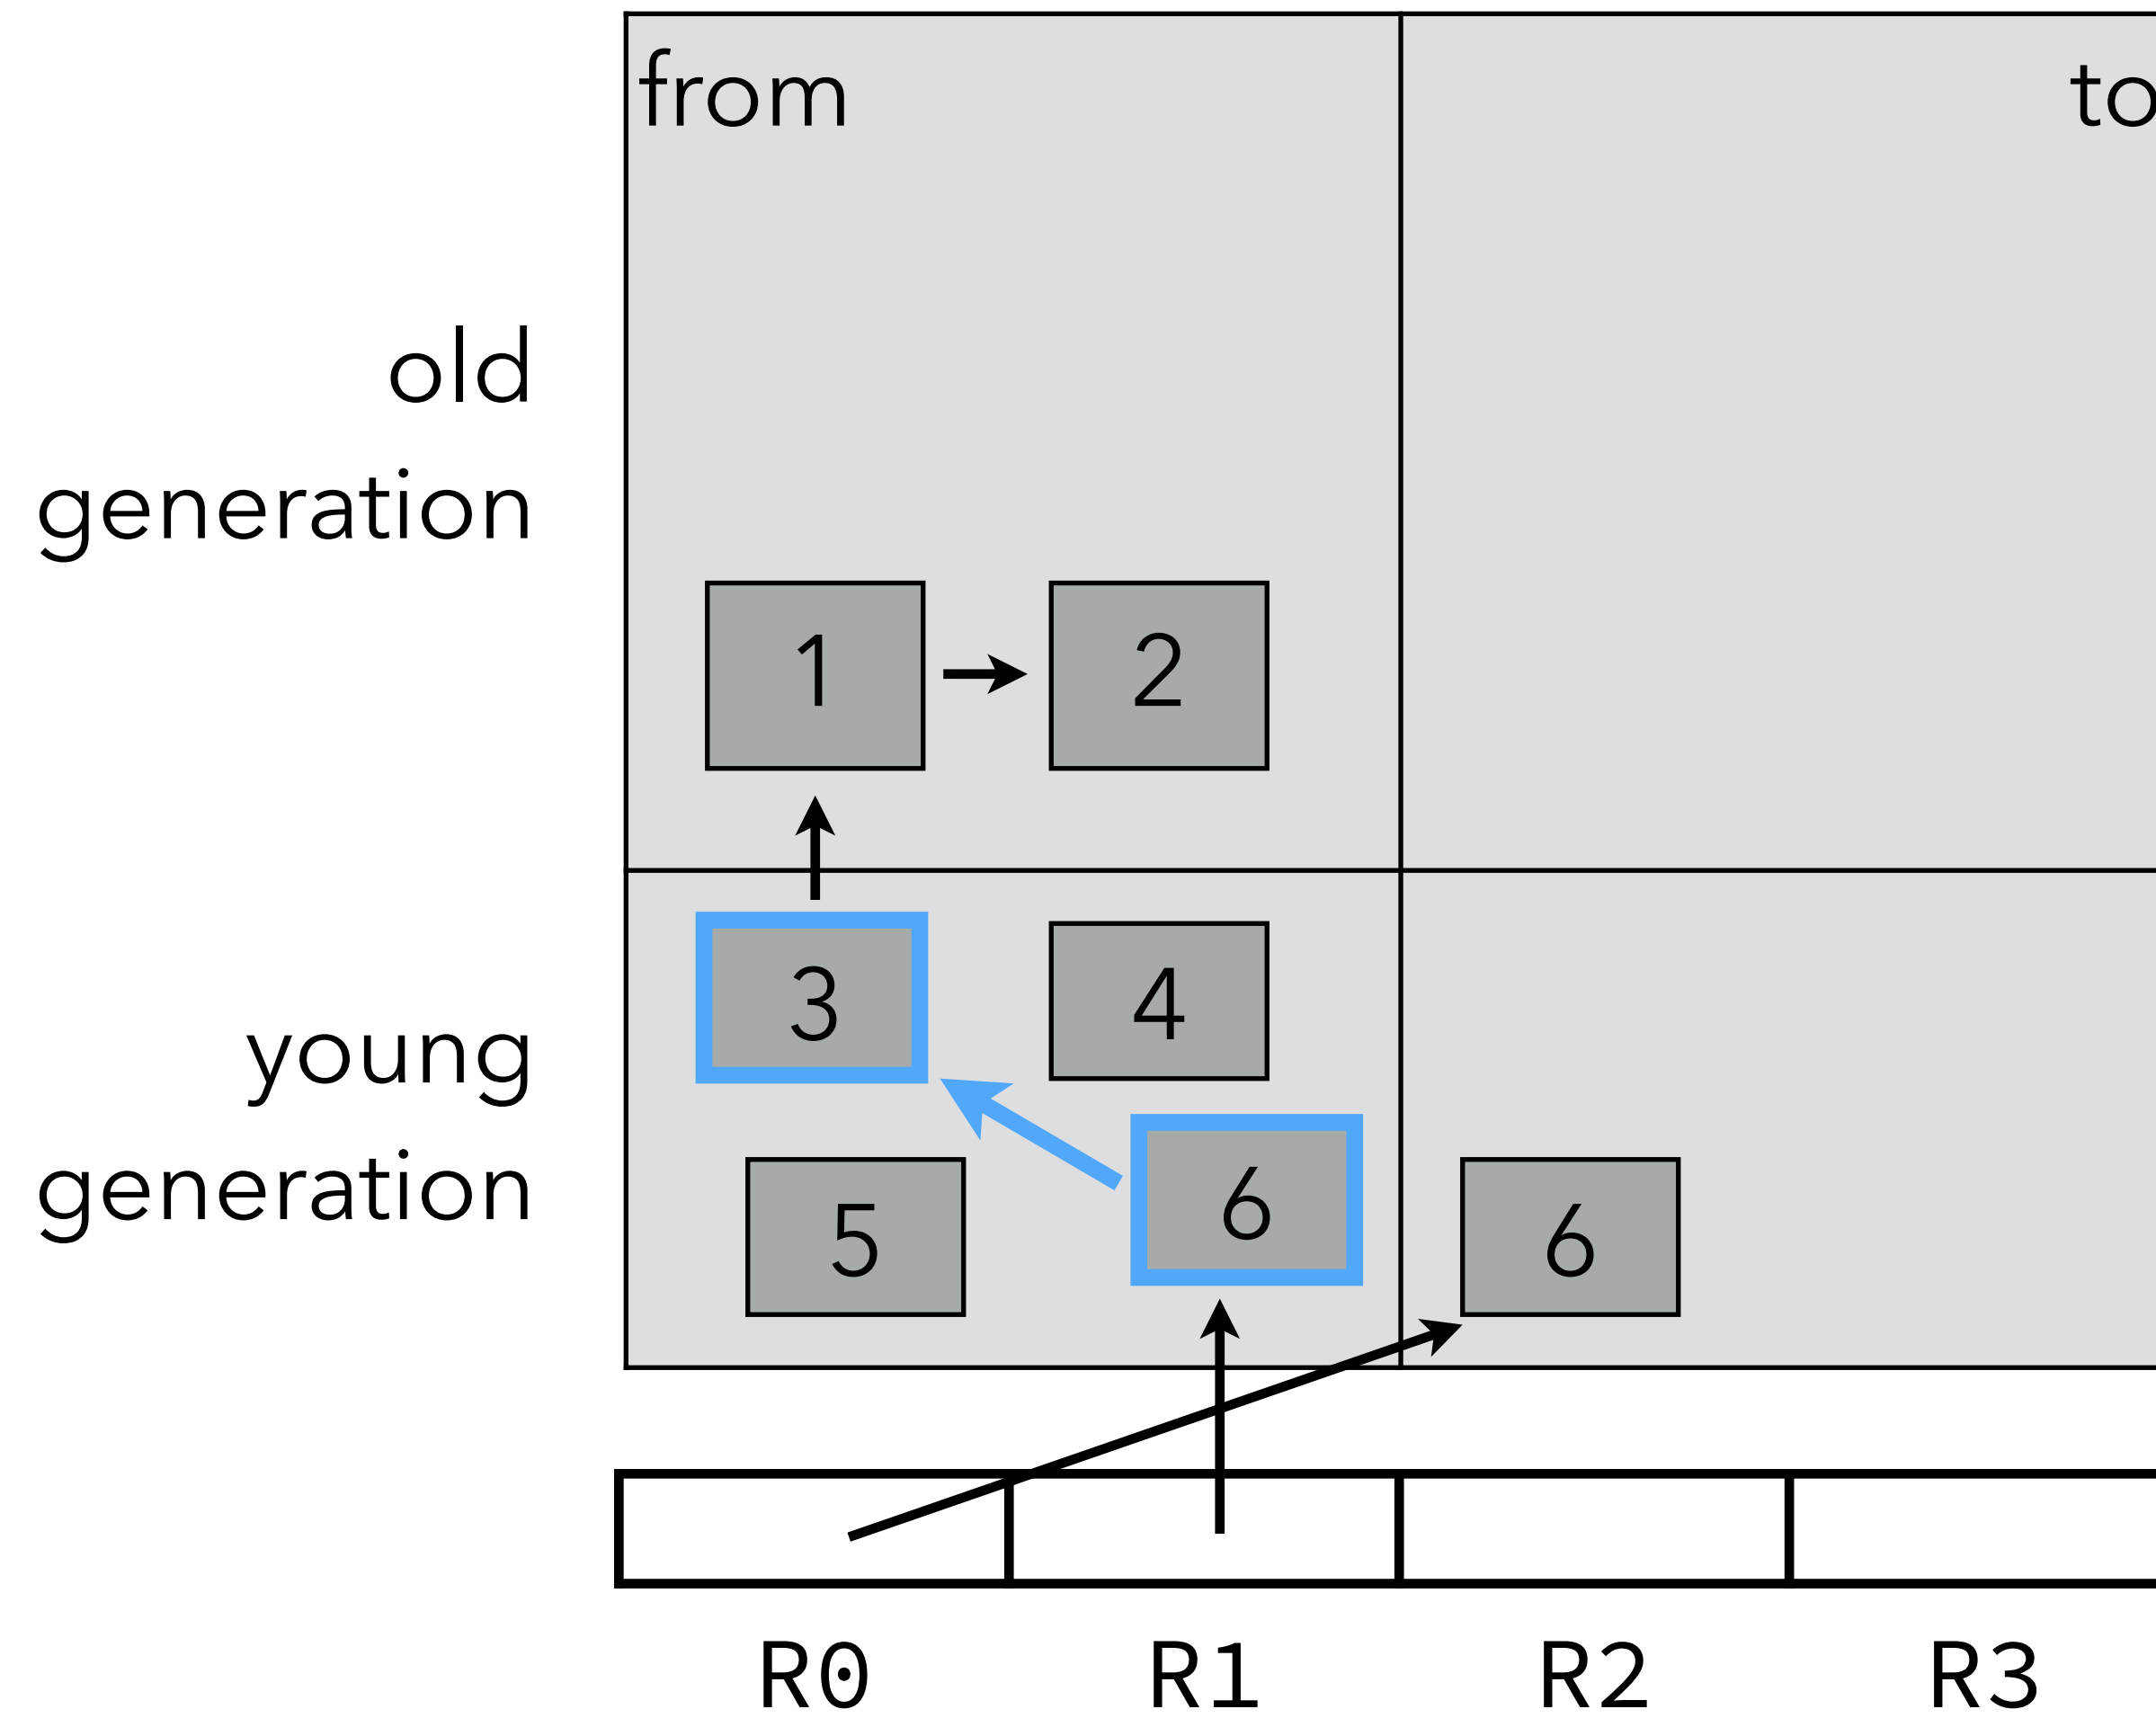 from
to
old
generation
1
2
3
4
young
generation
5
6
6
R0
R1
R2
R3